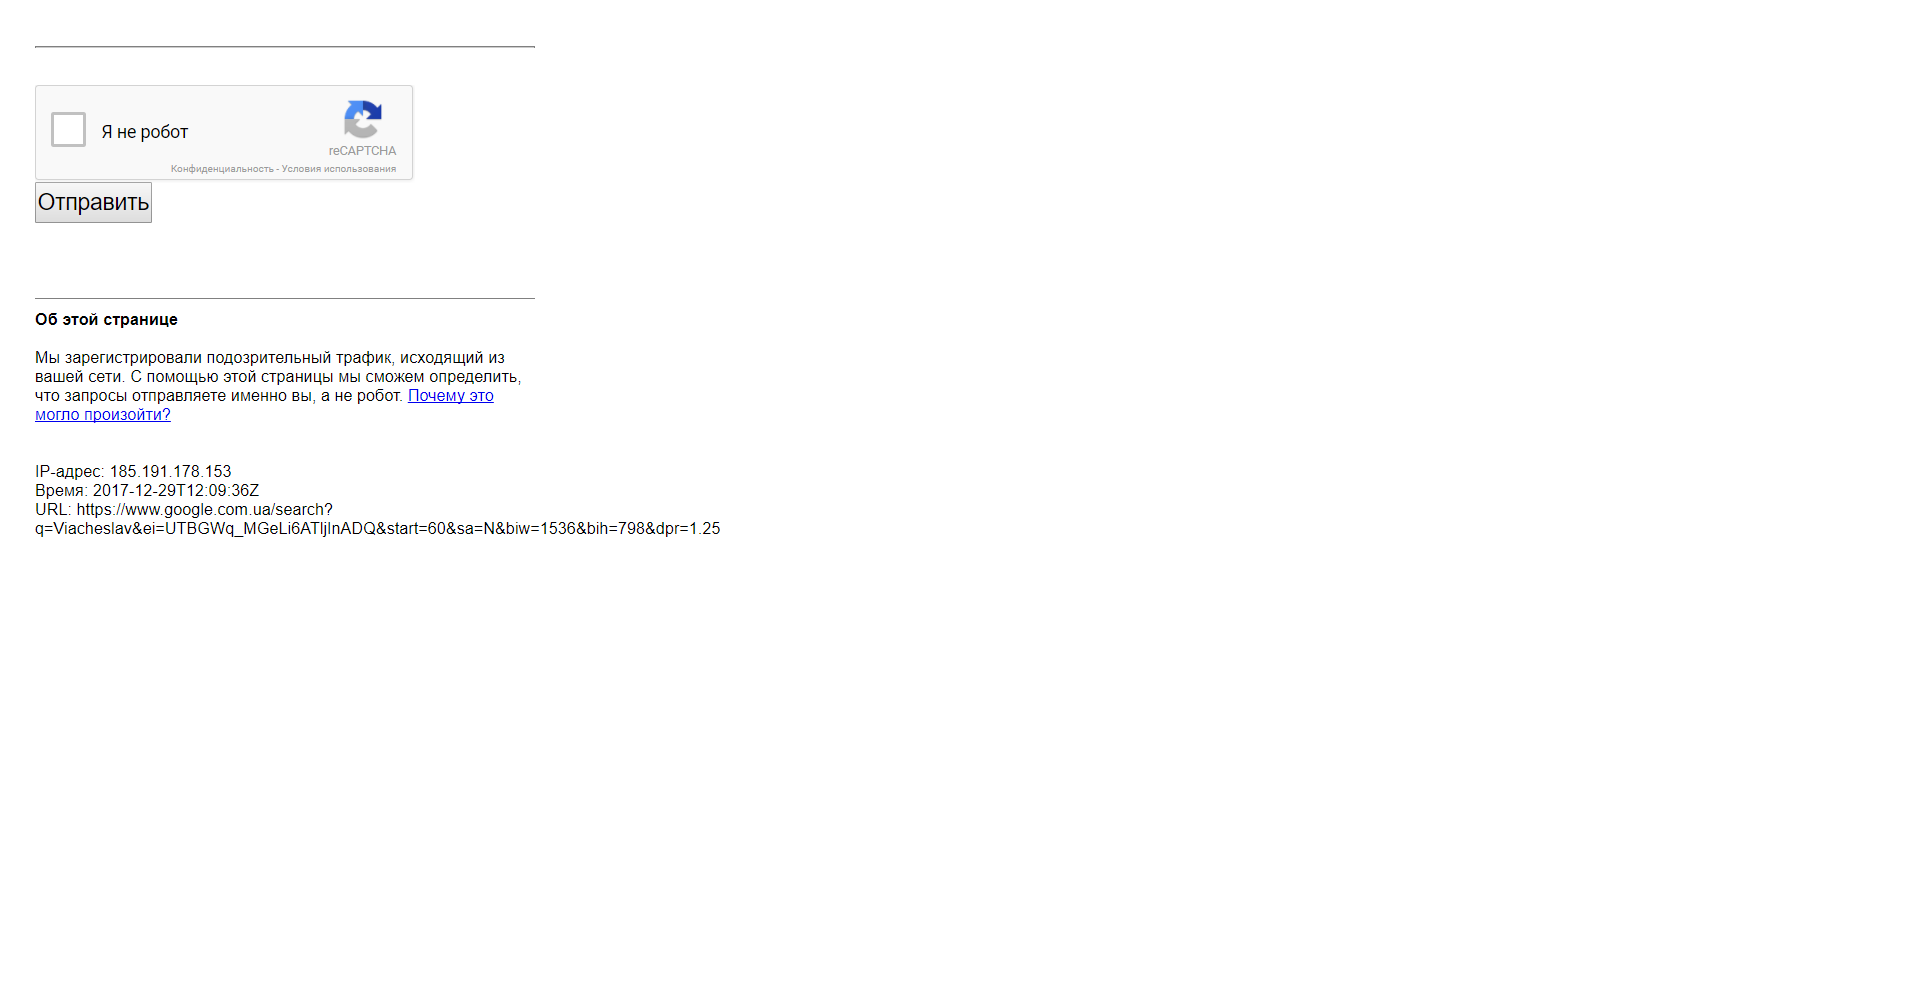 Я не робот
reCAPTCHA
Конфиденциальность - Условия использования
Отправить
Об этой странице
Мы зарегистрировали подозрительный трафик, исходящий из
вашей сети. С помощью этой страницы мы сможем определить,
что запросы отправляете именно вы, а не робот. Почему это
могло произойти?
IP-адрес: 185.191.178.153
Время: 2017-12-29T12:09:36Z
URL: https://www.google.com.ua/search?
q=Viacheslav&ei=UTBGWq_MGeLi6ATljInADQ&start=60&sa=N&biw=1536&bih=798&dpr=1.25